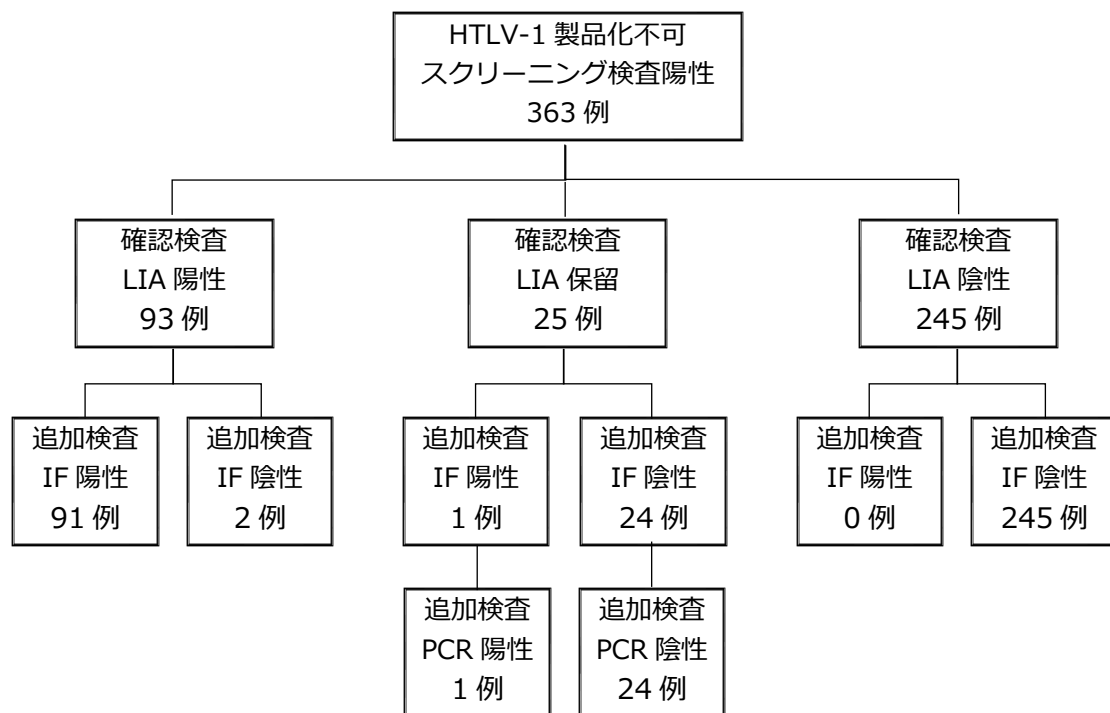 HTLV-1 製品化不可
スクリーニング検査陽性
363 例
確認検査
LIA 陽性
93 例
確認検査
LIA 保留
25 例
確認検査
LIA 陰性
245 例
追加検査
IF 陽性
91 例
追加検査
IF 陰性
2 例
追加検査
IF 陽性
1 例
追加検査
IF 陰性
24 例
追加検査
IF 陽性
0 例
追加検査
IF 陰性
245 例
追加検査
PCR 陽性
1 例
追加検査
PCR 陰性
24 例